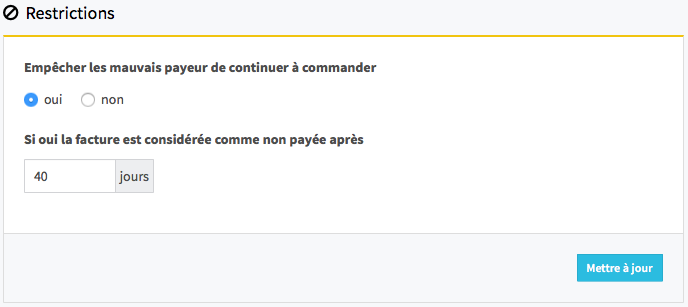 Restrictions
Empêcher les mauvais payeur de continuer à commander
oui non
Si oui la facture est considérée comme non payée après
40 jours
Mettre à jour